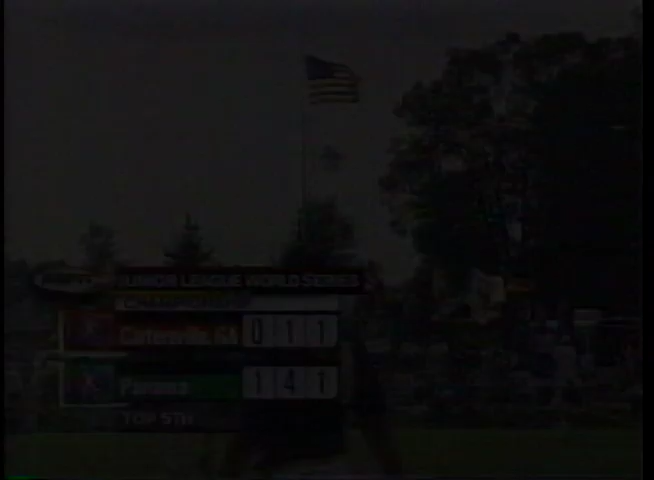 JUNIOR LEAGUE WORLD SERIES
Cartersville, GA 0 1 1
Panama 1 4 1
TOP 5TH